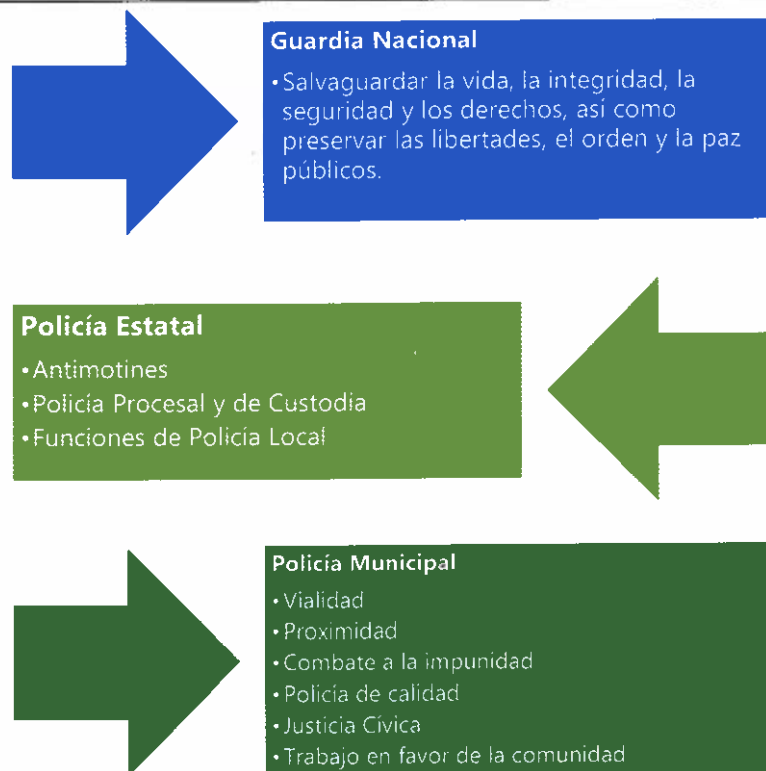 Guardia Nacional
•Salvaguardar la vida, la integridad, la
seguridad y los derechos, así como
preservar las libertades, el orden y la paz
públicos.
Policía Estatal
•Antimotines
•Policía Procesal y de Custodia
•Funciones de Policía Local
Policía Municipal
•Vialidad
•Proximidad
•Combate a la impunidad
•Policía de calidad
•Justicia Cívica
•Trabajo en favor de la comunidad